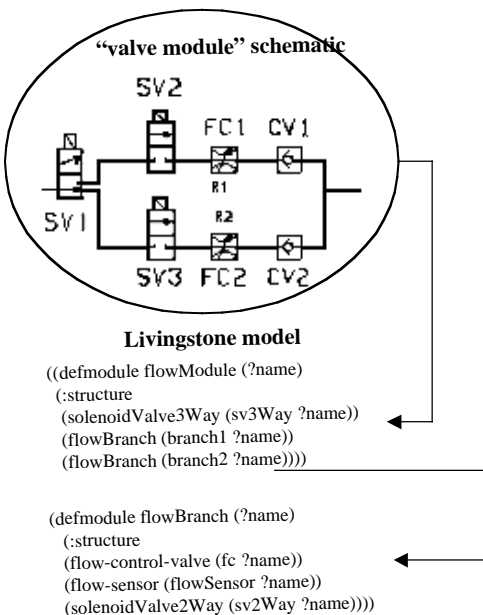 “valve module” schematic
SV2
FC1 CV1
R1
SV1
R2
SV3 FC2 CV2
Livingstone model
((defmodule flowModule (?name)
(:structure
(solenoidValve3Way (sv3Way ?name))
(flowBranch (branch1 ?name))
(flowBranch (branch2 ?name))))
(defmodule flowBranch (?name)
(:structure
(flow-control-valve (fc ?name))
(flow-sensor (flowSensor ?name))
(solenoidValve2Way (sv2Way ?name))))